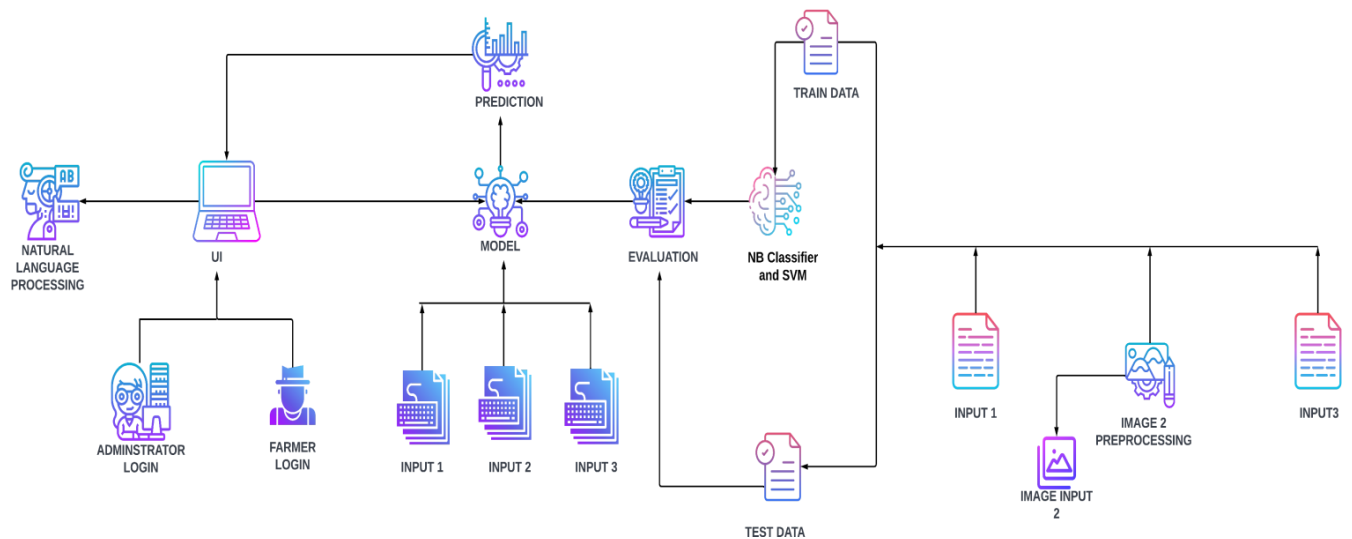 PREDICTION
TRAIN DATA
AB
NATURAL
LANGUAGE
PROCESSING
UI
MODEL
EVALUATION
NB Classifier
and SVM
ADMINSTRATOR
LOGIN
FARMER
LOGIN
INPUT 1
INPUT 2
INPUT 3
TEST DATA
INPUT 1
IMAGE 2
PREPROCESSING
INPUT3
IMAGE INPUT
2